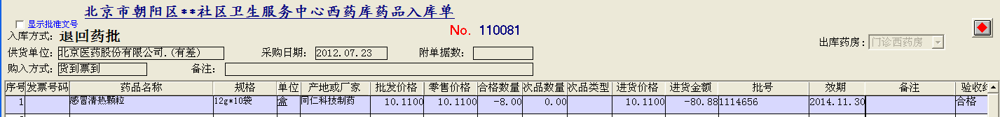 北京市朝阳区**社区卫生服务中心西药库药品入库单
显示批准文号
入库方式: 退回药批 No. 110081
出库药房: 门诊西药房
供货单位: 北京医药股份有限公司.(有差) 采购日期: 2012.07.23 附单据数:
购入方式: 货到票到 备注:
序号 发票号码 药品名称 规格 单位 产地或厂家 批发价格 零售价格 合格数量 次品数量 次品类型 进货价格 进货金额 批号 效期 备注 验收结
1 感冒清热颗粒 12g*10袋 盒 同仁科技制药 10.1100 10.1100 -8.00 0.00 10.1100 -80.88 1114656 2014.11.30 合格